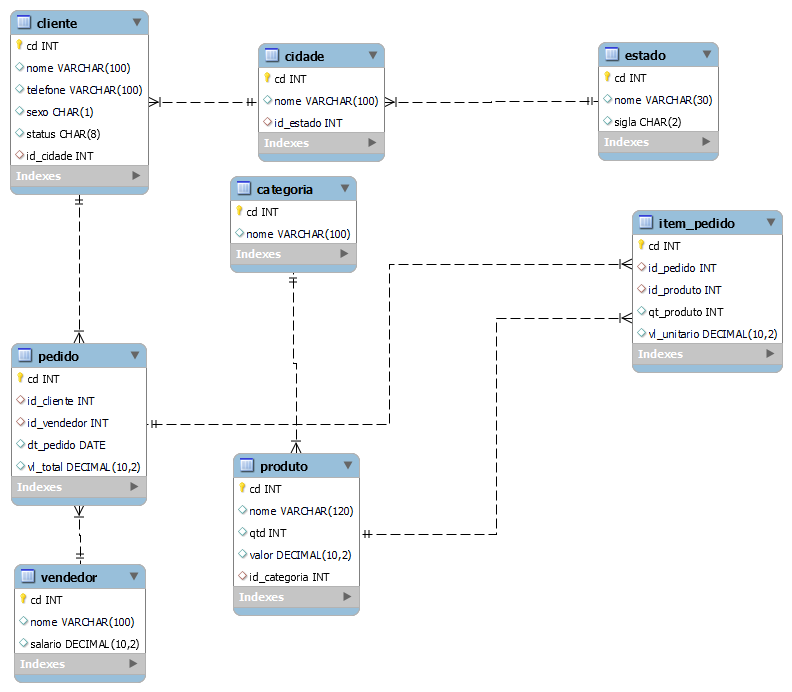 cliente
cd INT
nome VARCHAR(100)
telefone VARCHAR(100)
sexo CHAR(1)
status CHAR(8)
id_cidade INT
Indexes
cidade
cd INT
nome VARCHAR(100)
id_estado INT
Indexes
estado
cd INT
nome VARCHAR(30)
sigla CHAR(2)
Indexes
categoria
cd INT
nome VARCHAR(100)
Indexes
item_pedido
cd INT
id_pedido INT
id_produto INT
qt_produto INT
vl_unitario DECIMAL(10,2)
Indexes
pedido
cd INT
id_cliente INT
id_vendedor INT
dt_pedido DATE
vl_total DECIMAL(10,2)
Indexes
produto
cd INT
nome VARCHAR(120)
qtd INT
valor DECIMAL(10,2)
id_categoria INT
Indexes
vendedor
cd INT
nome VARCHAR(100)
salario DECIMAL(10,2)
Indexes